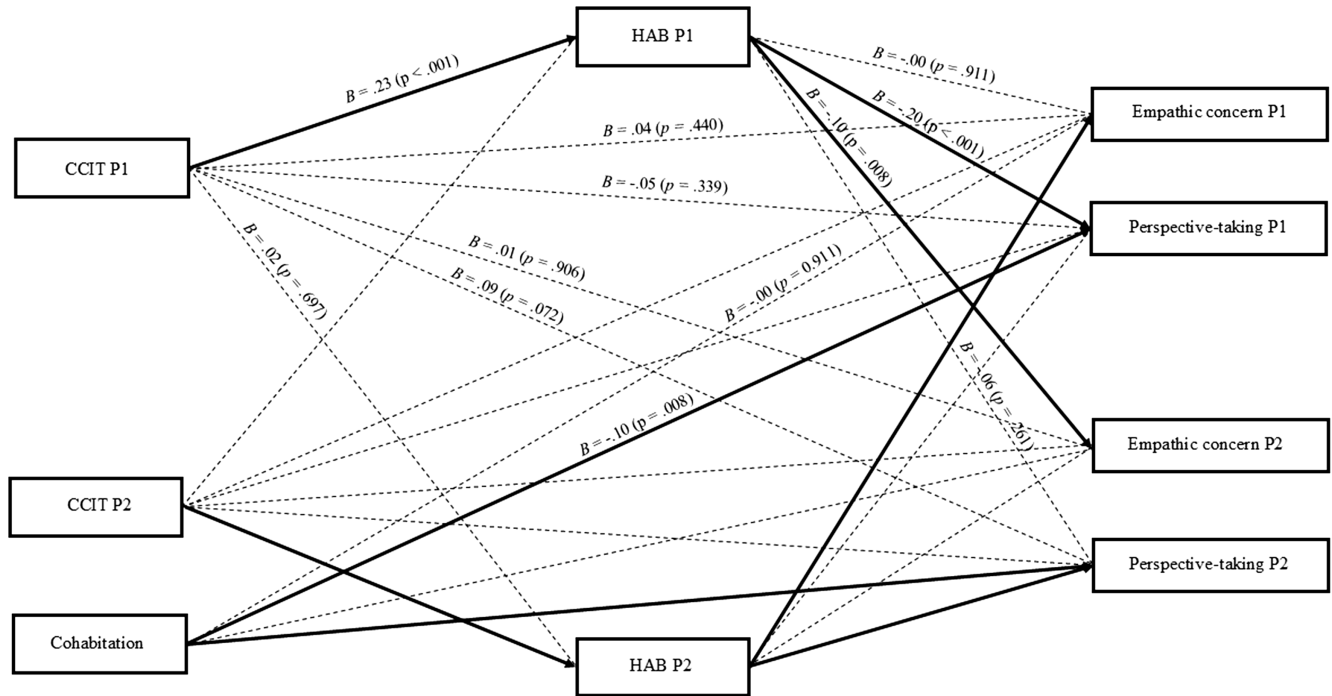 HAB P1
B = -.00 (p = .911)
B = .23 (p < .001)
Empathic concern P1
B = -.20 (p < .001)
B = -.10 (p = .008)
B = .04 (p = .440)
CCIT P1
B = -.05 (p = .339)
Perspective-taking P1
B = .02 (p = .697)
B = .01 (p = .906)
B = .09 (p = .072)
B = -.00 (p = 0.911)
B = -.06 (p = .261)
B = -.10 (p = .008)
Empathic concern P2
CCIT P2
Perspective-taking P2
Cohabitation
HAB P2